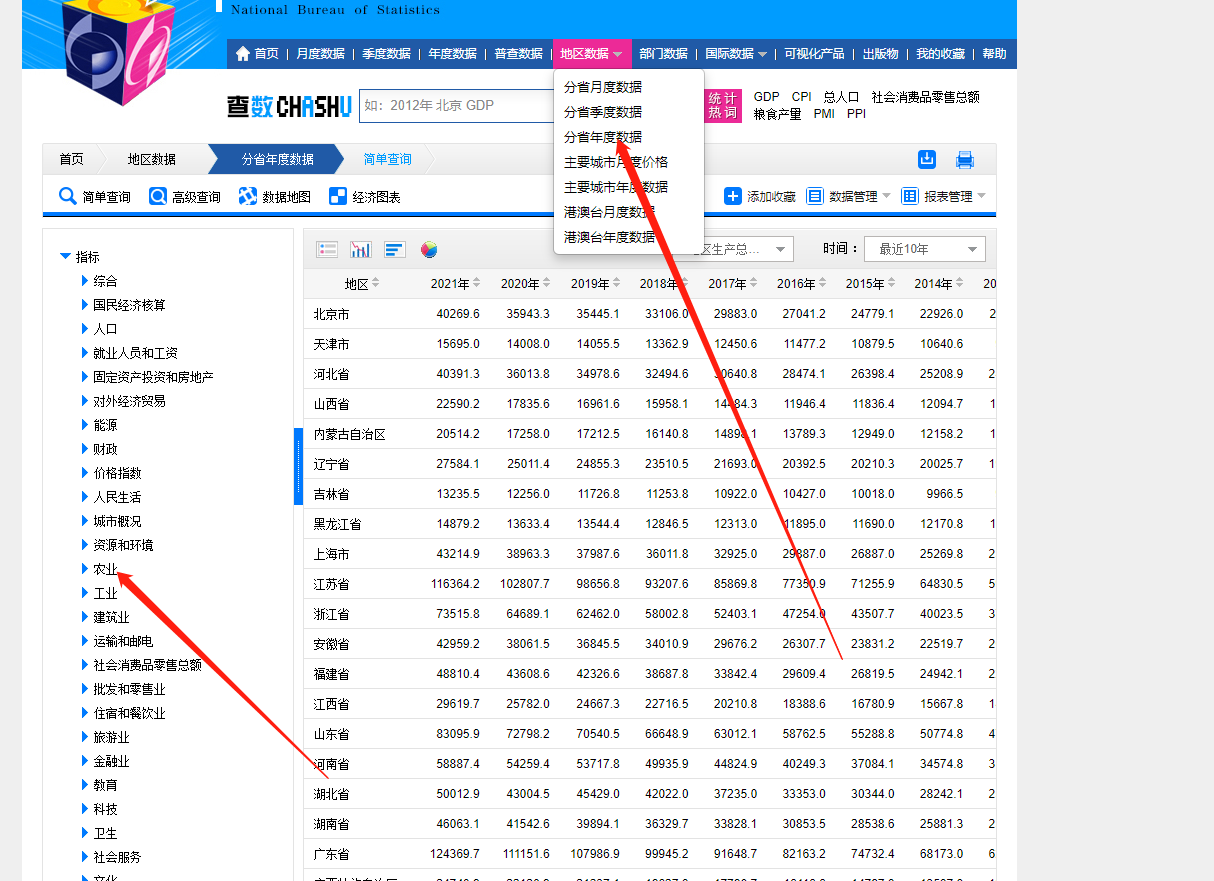 National Bureau of Statistics
首页 | 月度数据 | 季度数据 | 年度数据 | 普查数据 | 地区数据 | 部门数据 | 国际数据 | 可视化产品 | 出版物 | 我的收藏 | 帮助
分省月度数据
分省季度数据
分省年度数据
主要城市月度价格
主要城市年度数据
港澳台月度数据
港澳台年度数据
查数 CHASHU 如：2012年 北京 GDP
统计热词 GDP CPI 总人口 社会消费品零售总额
粮食产量 PMI PPI
首页 地区数据 分省年度数据 简单查询
简单查询 高级查询 数据地图 经济图表 添加收藏 数据管理 报表管理
区生产总... 时间： 最近10年
指标
综合
国民经济核算
人口
就业人员和工资
固定资产投资和房地产
对外经济贸易
能源
财政
价格指数
人民生活
城市概况
资源和环境
农业
工业
建筑业
运输和邮电
社会消费品零售总额
批发和零售业
住宿和餐饮业
旅游业
金融业
教育
科技
卫生
社会服务
文化
地区 2021年 2020年 2019年 2018年 2017年 2016年 2015年 2014年 20
北京市 40269.6 35943.3 35445.1 33106.0 29883.0 27041.2 24779.1 22926.0 2
天津市 15695.0 14008.0 14055.5 13362.9 12450.6 11477.2 10879.5 10640.6
河北省 40391.3 36013.8 34978.6 32494.6 30640.8 28474.1 26398.4 25208.9 2
山西省 22590.2 17835.6 16961.6 15958.1 14484.3 11946.4 11836.4 12094.7 1
内蒙古自治区 20514.2 17258.0 17212.5 16140.8 14898.1 13789.3 12949.0 12158.2 1
辽宁省 27584.1 25011.4 24855.3 23510.5 21693.0 20392.5 20210.3 20025.7 1
吉林省 13235.5 12256.0 11726.8 11253.8 10922.0 10427.0 10018.0 9966.5
黑龙江省 14879.2 13633.4 13544.4 12846.5 12313.0 11895.0 11690.0 12170.8 1
上海市 43214.9 38963.3 37987.6 36011.8 32925.0 29887.0 26887.0 25269.8 2
江苏省 116364.2 102807.7 98656.8 93207.6 85869.8 77350.9 71255.9 64830.5 5
浙江省 73515.8 64689.1 62462.0 58002.8 52403.1 47254.0 43507.7 40023.5 3
安徽省 42959.2 38061.5 36845.5 34010.9 29676.2 26307.7 23831.2 22519.7 2
福建省 48810.4 43608.6 42326.6 38687.8 33842.4 29609.4 26819.5 24942.1 2
江西省 29619.7 25782.0 24667.3 22716.5 20210.8 18388.6 16780.9 15667.8 1
山东省 83095.9 72798.2 70540.5 66648.9 63012.1 58762.5 55288.8 50774.8 4
河南省 58887.4 54259.4 53717.8 49935.9 44824.9 40249.3 37084.1 34574.8 3
湖北省 50012.9 43004.5 45429.0 42022.0 37235.0 33353.0 30344.0 28242.1 2
湖南省 46063.1 41542.6 39894.1 36329.7 33828.1 30853.5 28538.6 25881.3 2
广东省 124369.7 111151.6 107986.9 99945.2 91648.7 82163.2 74732.4 68173.0 6